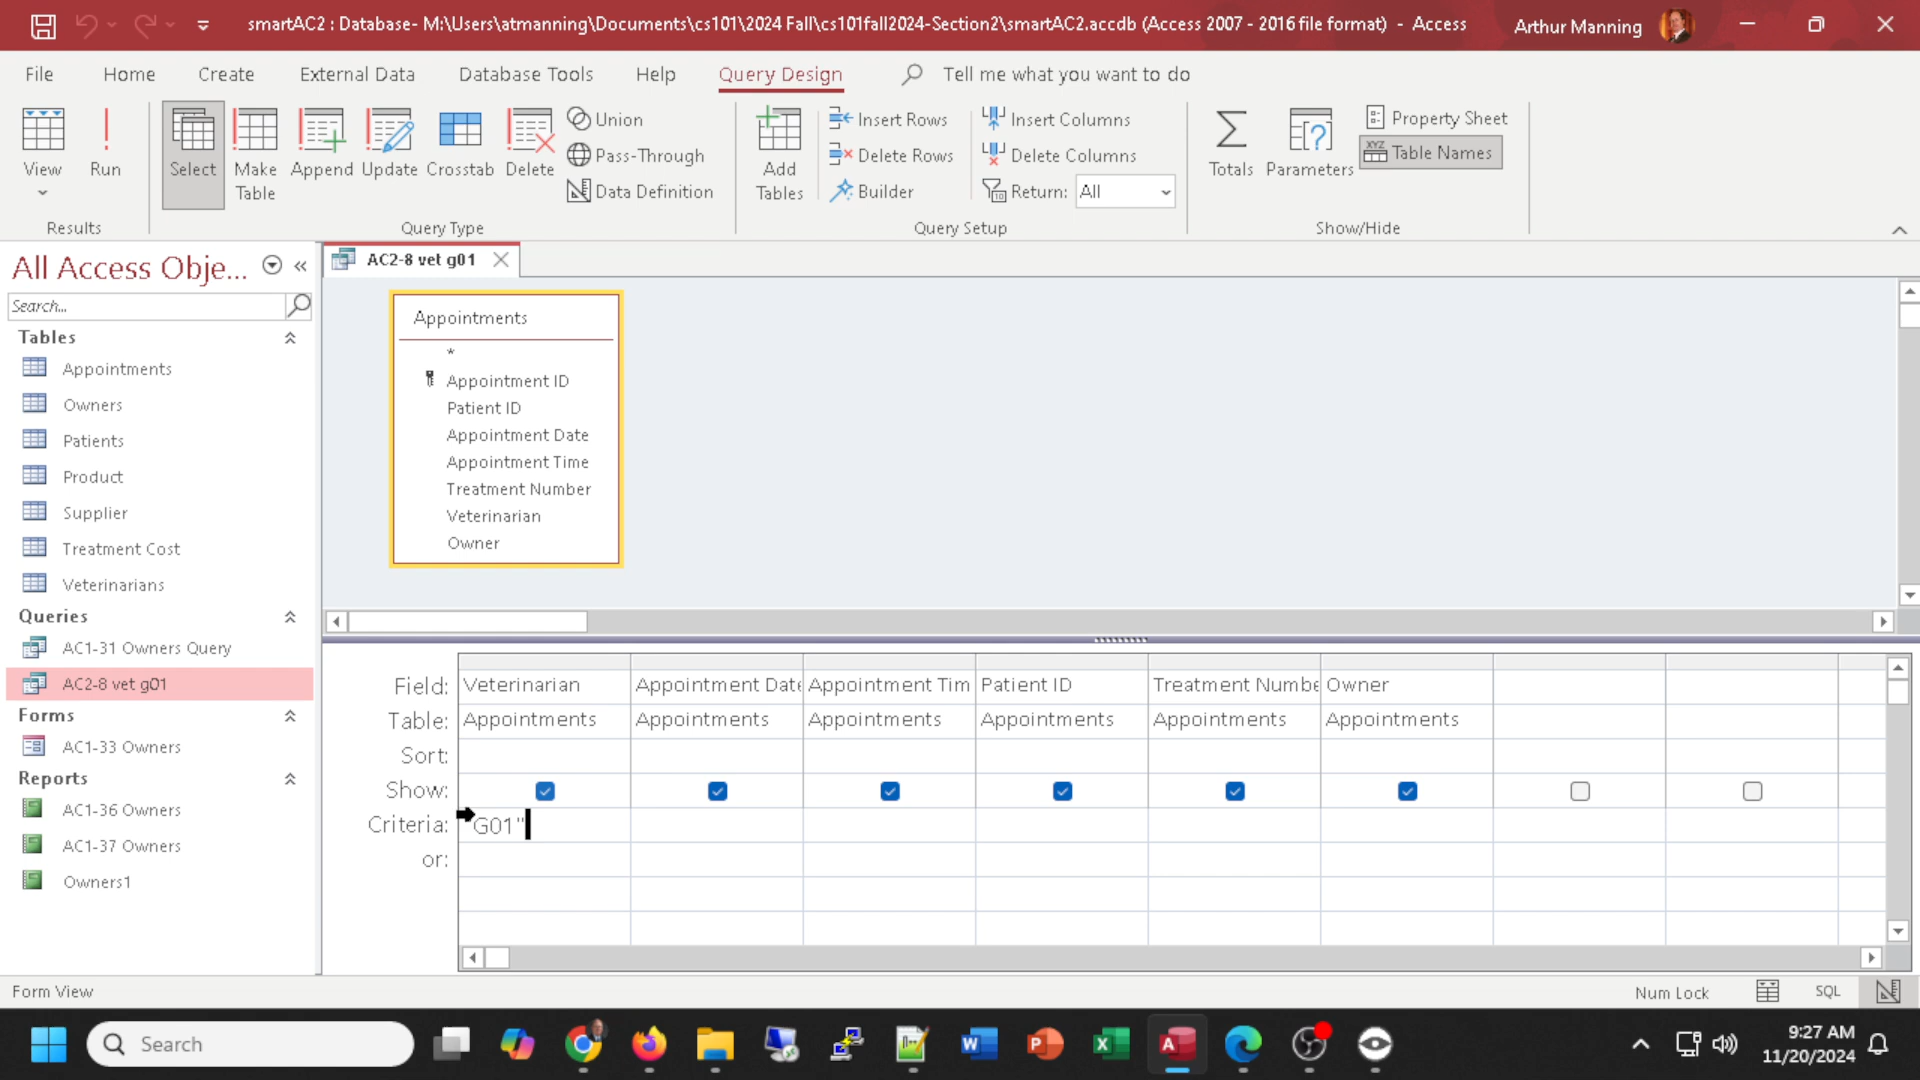 smartAC2 : Database- M:\Users\atmanning\Documents\cs101\2024 Fall\cs101fall2024-Section2\smartAC2.accdb (Access 2007 - 2016 file format) - Access
Arthur Manning
File Home Create External Data Database Tools Help Query Design Tell me what you want to do
View
Run
Select
Make Table
Append
Update
Crosstab
Delete
Union
Pass-Through
Data Definition
Add Tables
Insert Rows
Delete Rows
Builder
Insert Columns
Delete Columns
Return: All
Totals
Parameters
Property Sheet
XYZ Table Names
Results
Query Type
Query Setup
Show/Hide
All Access Obje...
Search...
Tables
Appointments
Owners
Patients
Product
Supplier
Treatment Cost
Veterinarians
Queries
AC1-31 Owners Query
AC2-8 vet g01
Forms
AC1-33 Owners
Reports
AC1-36 Owners
AC1-37 Owners
Owners1
AC2-8 vet g01
Appointments
*
Appointment ID
Patient ID
Appointment Date
Appointment Time
Treatment Number
Veterinarian
Owner
Field: Veterinarian Appointment Date Appointment Tim Patient ID Treatment Numbe Owner
Table: Appointments Appointments Appointments Appointments Appointments Appointments
Sort:
Show:
Criteria: "G01"
or:
Form View
Num Lock
SQL
Search
9:27 AM
11/20/2024